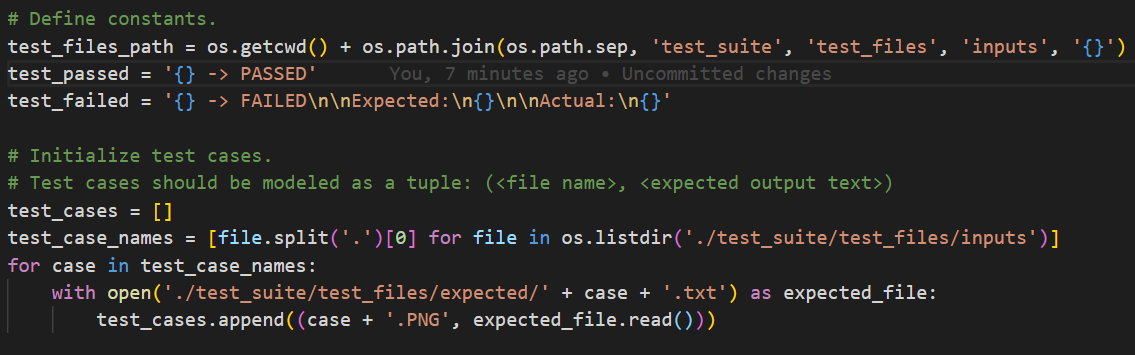 # Define constants.
test_files_path = os.getcwd() + os.path.join(os.path.sep, 'test_suite', 'test_files', 'inputs', '{}')
test_passed = '{} -> PASSED' You, 7 minutes ago • Uncommitted changes
test_failed = '{} -> FAILED\n\nExpected:\n{}\n\nActual:\n{}'
# Initialize test cases.
# Test cases should be modeled as a tuple: (<file name>, <expected output text>)
test_cases = []
test_case_names = [file.split('.')[0] for file in os.listdir('./test_suite/test_files/inputs')]
for case in test_case_names:
    with open('./test_suite/test_files/expected/' + case + '.txt') as expected_file:
        test_cases.append((case + '.PNG', expected_file.read()))